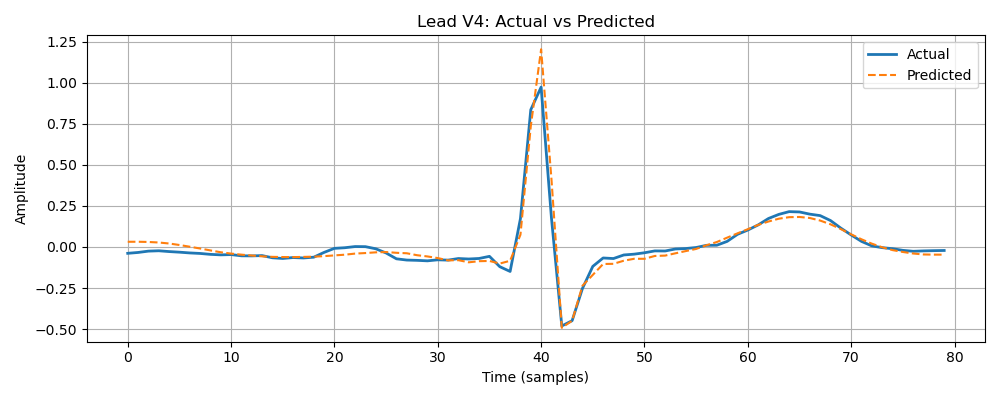 Lead V4: Actual vs Predicted
Actual
Predicted
Amplitude
1.25
1.00
0.75
0.50
0.25
0.00
−0.25
−0.50
0 10 20 30 40 50 60 70 80
Time (samples)